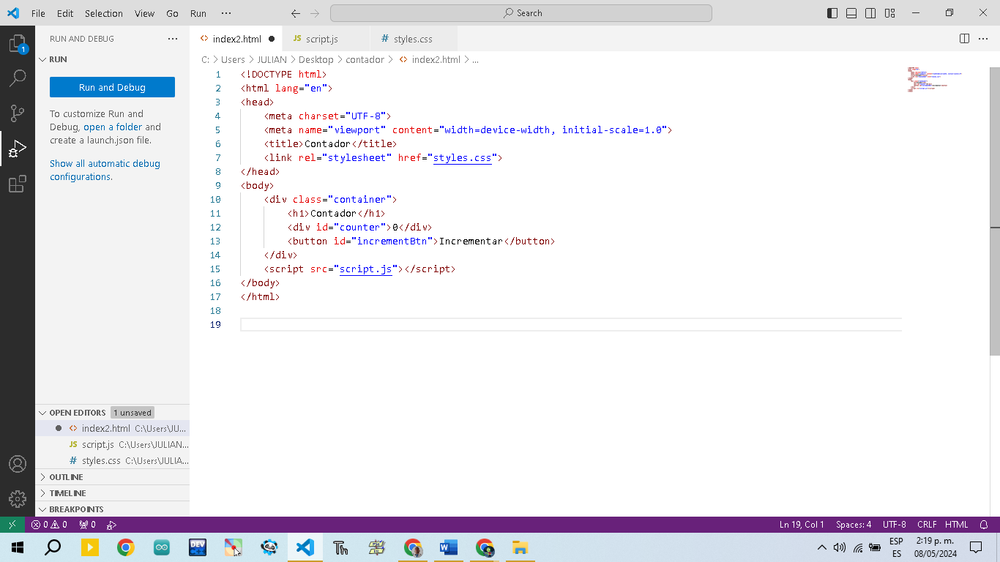 File Edit Selection View Go Run ··· Search
RUN AND DEBUG ···
index2.html script.js styles.css
RUN
C: > Users > JULIAN > Desktop > contador > index2.html > ...
Run and Debug
To customize Run and
Debug, open a folder and
create a launch.json file.
Show all automatic debug
configurations.
1 <!DOCTYPE html>
2 <html lang="en">
3 <head>
4 <meta charset="UTF-8">
5 <meta name="viewport" content="width=device-width, initial-scale=1.0">
6 <title>Contador</title>
7 <link rel="stylesheet" href="styles.css">
8 </head>
9 <body>
10 <div class="container">
11 <h1>Contador</h1>
12 <div id="counter">0</div>
13 <button id="incrementBtn">Incrementar</button>
14 </div>
15 <script src="script.js"></script>
16 </body>
17 </html>
18
19
1
OPEN EDITORS 1 unsaved
index2.html C:\Users\JU...
JS script.js C:\Users\JULIAN...
# styles.css C:\Users\JULIA...
OUTLINE
TIMELINE
BREAKPOINTS
0 0 0 Ln 19, Col 1 Spaces: 4 UTF-8 CRLF HTML
DEV
ESP
ES
2:19 p. m.
08/05/2024